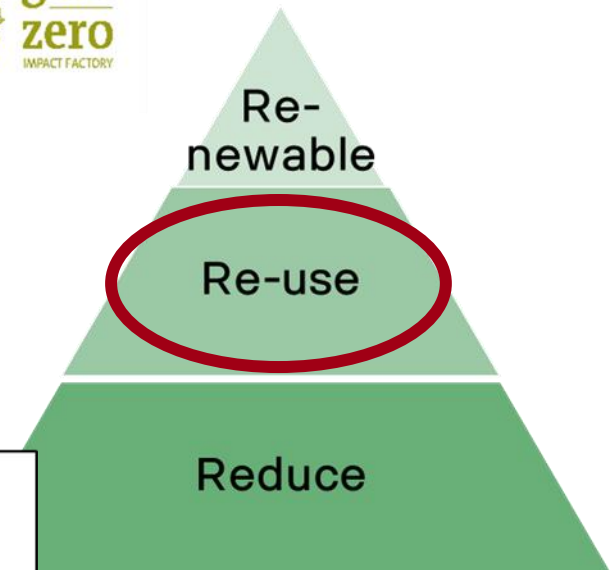 zero
IMPACT FACTORY
Re-
newable
Re-use
Reduce